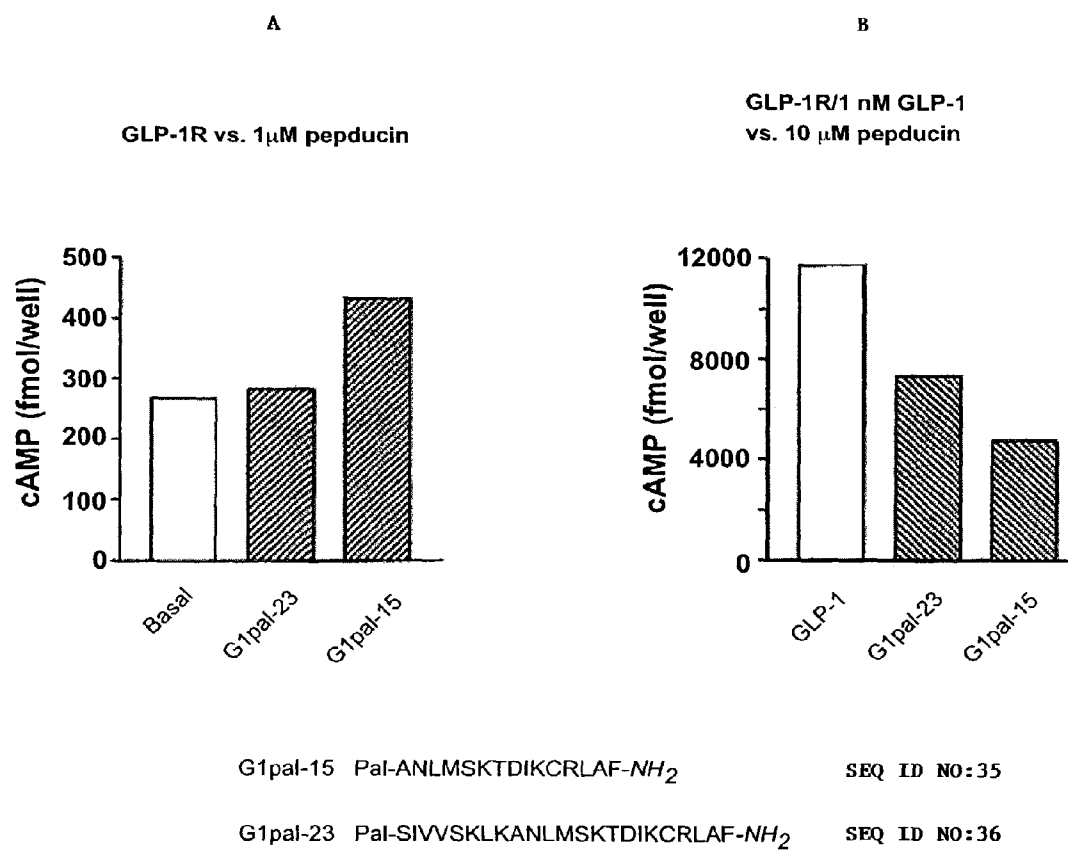 A
B
GLP-1R vs. 1μM pepducin
GLP-1R/1 nM GLP-1
vs. 10 μM pepducin
cAMP (fmol/well)
500
400
300
200
100
0
Basal
G1pal-23
G1pal-15
cAMP (fmol/well)
12000
8000
4000
0
GLP-1
G1pal-23
G1pal-15
G1pal-15 Pal-ANLMSKTDIKCRLAF-NH2 SEQ ID NO:35
G1pal-23 Pal-SIVVSKLKANLMSKTDIKCRLAF-NH2 SEQ ID NO:36